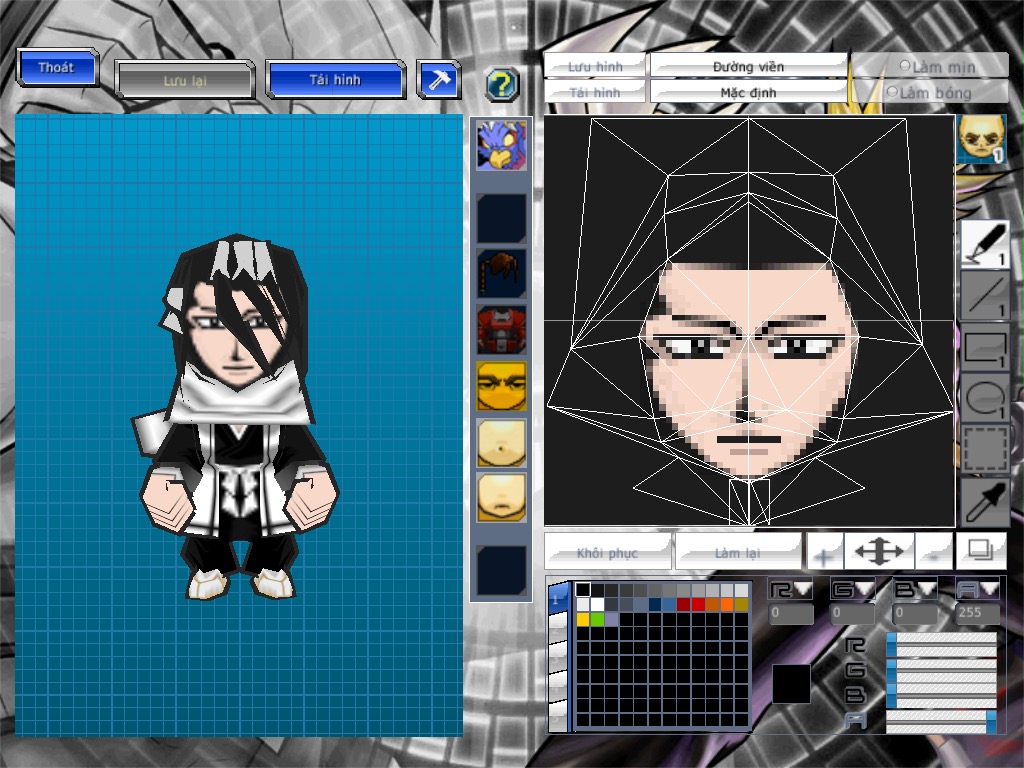 Thoát
Lưu lại
Tải hình
?
Lưu hình
Đường viền
Làm mịn
Tải hình
Mặc định
Làm bóng
1
1
1
1
1
Khôi phục
Làm lại
+
-
1
R
G
B
A
0
0
0
255
R
G
B
A